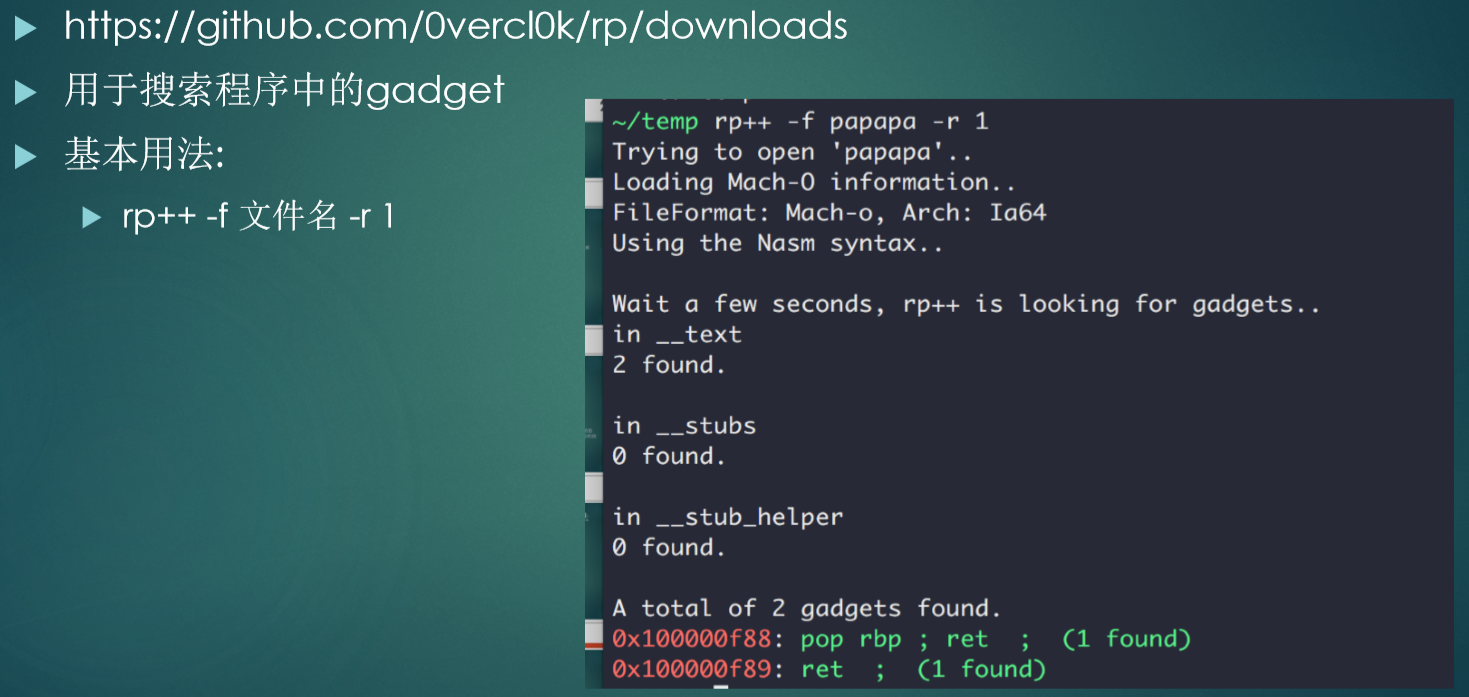 https://github.com/0vercl0k/rp/downloads
用于搜索程序中的gadget
基本用法:
rp++ -f 文件名 -r 1
~/temp rp++ -f papapa -r 1
Trying to open 'papapa'..
Loading Mach-O information..
FileFormat: Mach-o, Arch: Ia64
Using the Nasm syntax..
Wait a few seconds, rp++ is looking for gadgets..
in __text
2 found.
in __stubs
0 found.
in __stub_helper
0 found.
A total of 2 gadgets found.
0x100000f88: pop rbp ; ret  ;  (1 found)
0x100000f89: ret  ;  (1 found)